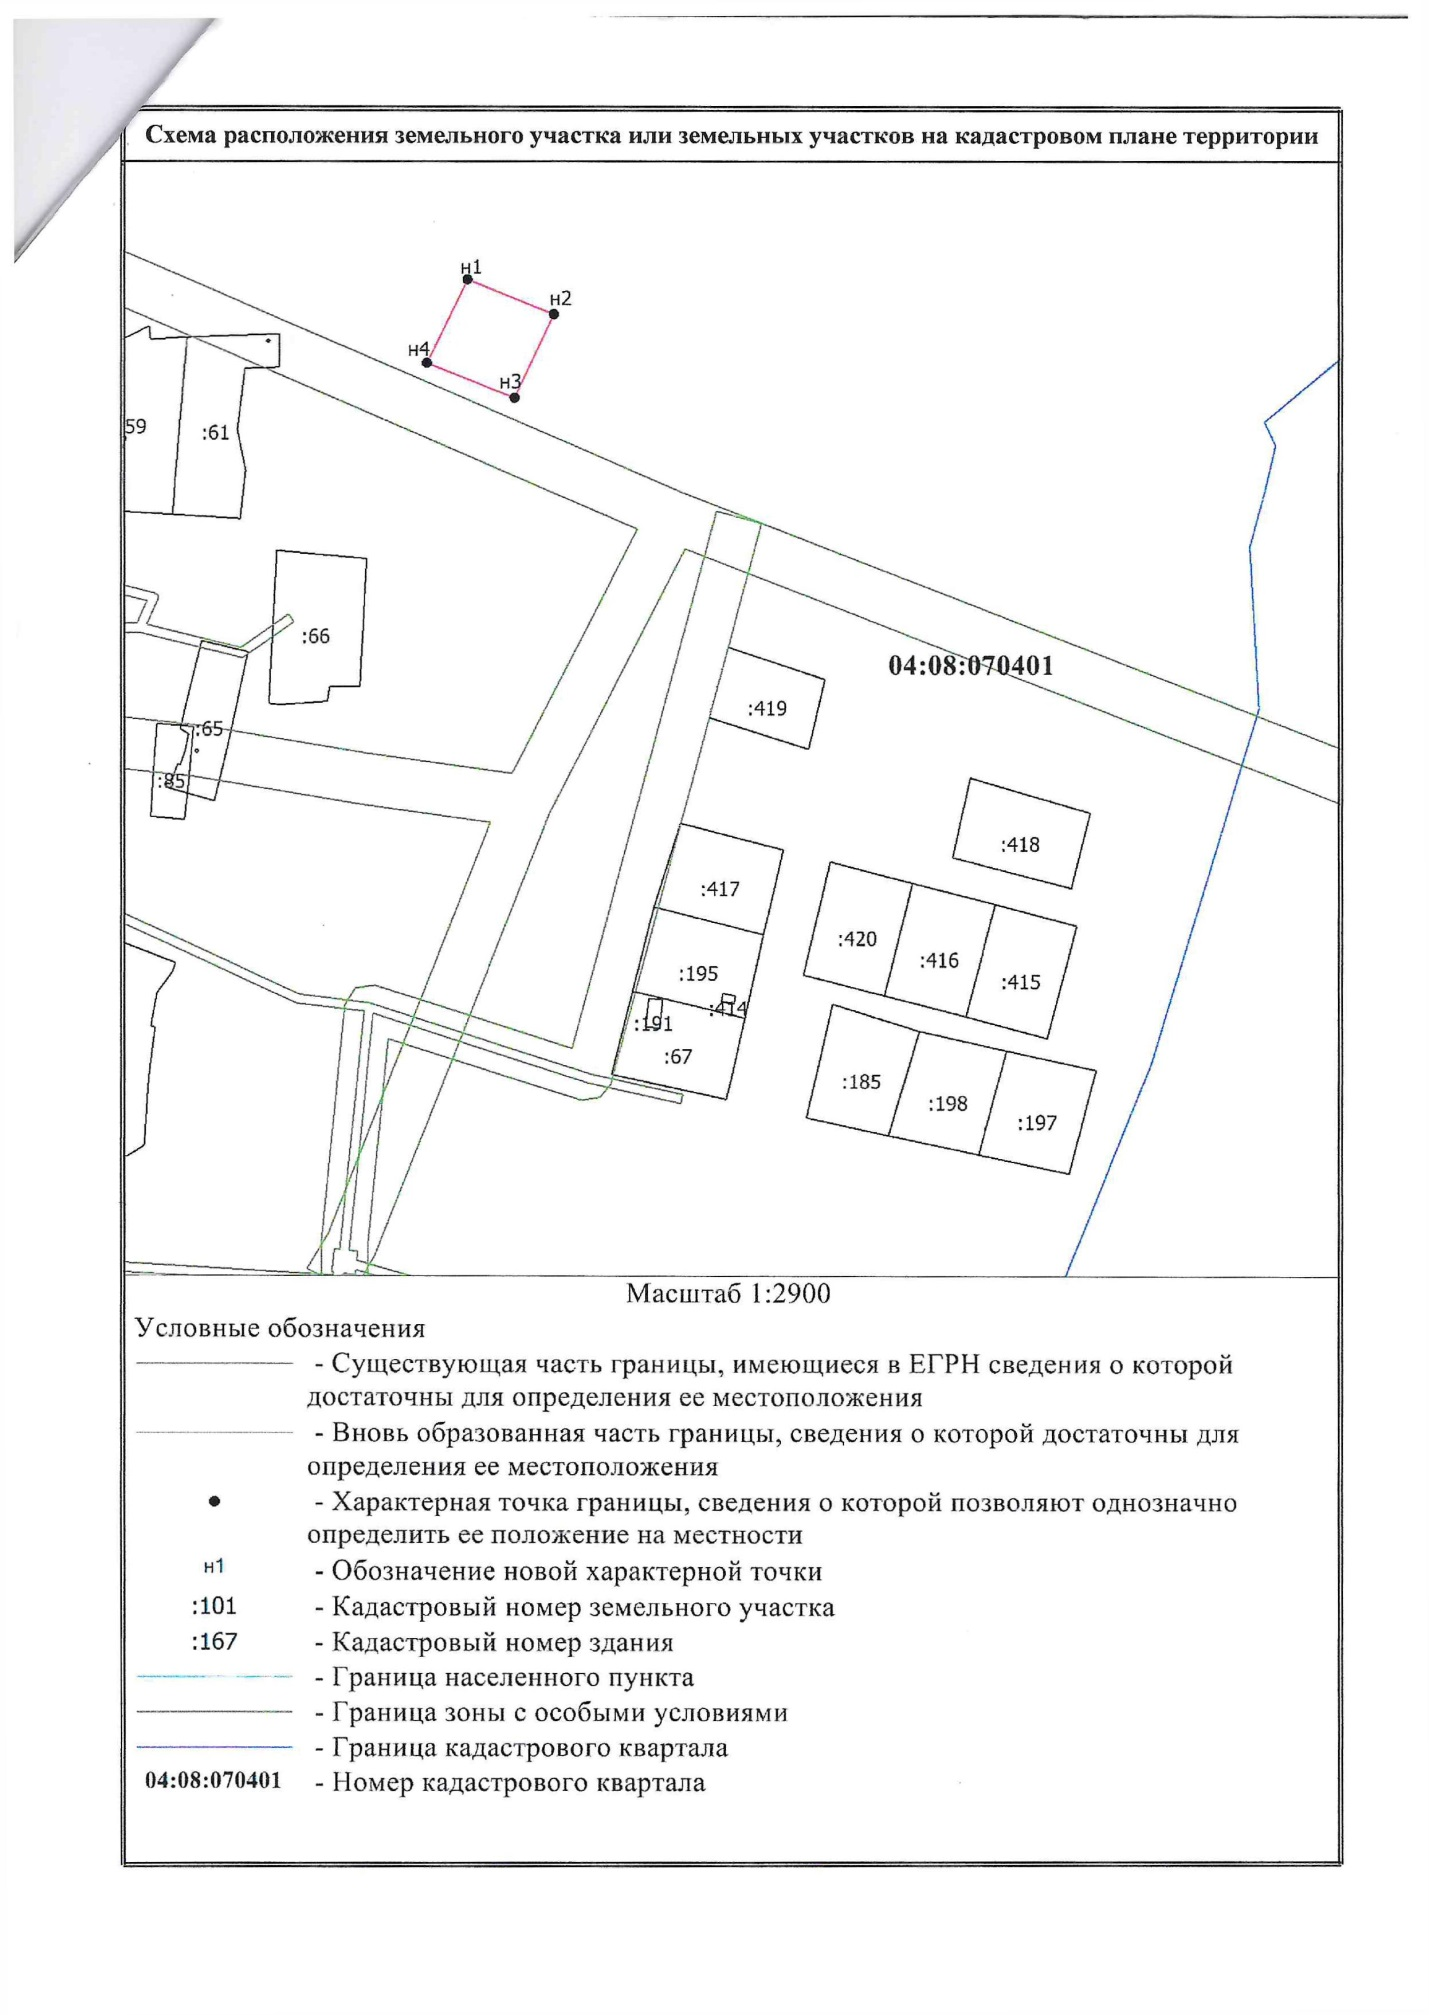 Схема расположения земельного участка или земельных участков на кадастровом плане территории
н1
н2
н4
н3
59
:61
:66
04:08:070401
:419
:65
:85
:418
:417
:420
:416
:195
:415
:414
:191
:67
:185
:198
:197
Масштаб 1:2900
Условные обозначения
- Существующая часть границы, имеющиеся в ЕГРН сведения о которой
достаточны для определения ее местоположения
- Вновь образованная часть границы, сведения о которой достаточны для
определения ее местоположения
- Характерная точка границы, сведения о которой позволяют однозначно
определить ее положение на местности
н1 - Обозначение новой характерной точки
:101 - Кадастровый номер земельного участка
:167 - Кадастровый номер здания
- Граница населенного пункта
- Граница зоны с особыми условиями
- Граница кадастрового квартала
04:08:070401 - Номер кадастрового квартала